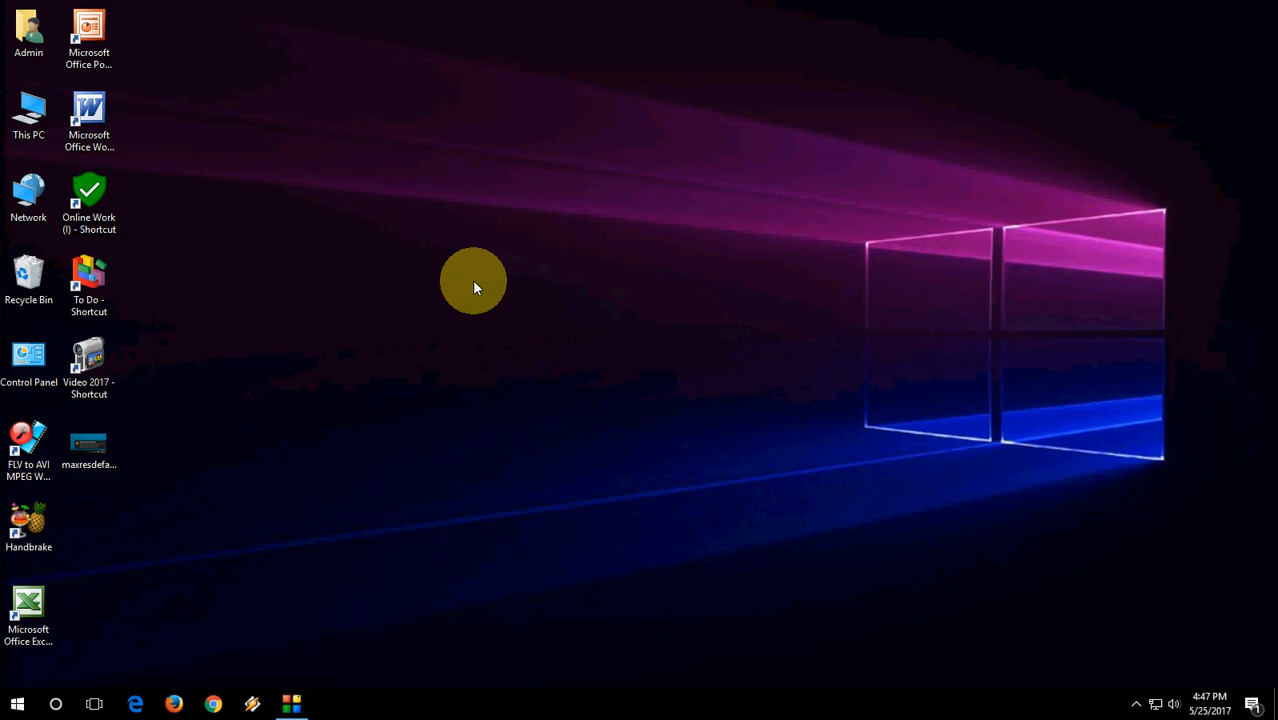 Admin
Microsoft
Office Po...
This PC
Microsoft
Office Wo...
Network
Online Work
(I) - Shortcut
Recycle Bin
To Do -
Shortcut
Control Panel
Video 2017 -
Shortcut
FLV to AVI
MPEG W...
maxresdefa...
Handbrake
Microsoft
Office Exc...
4:47 PM
5/25/2017
1